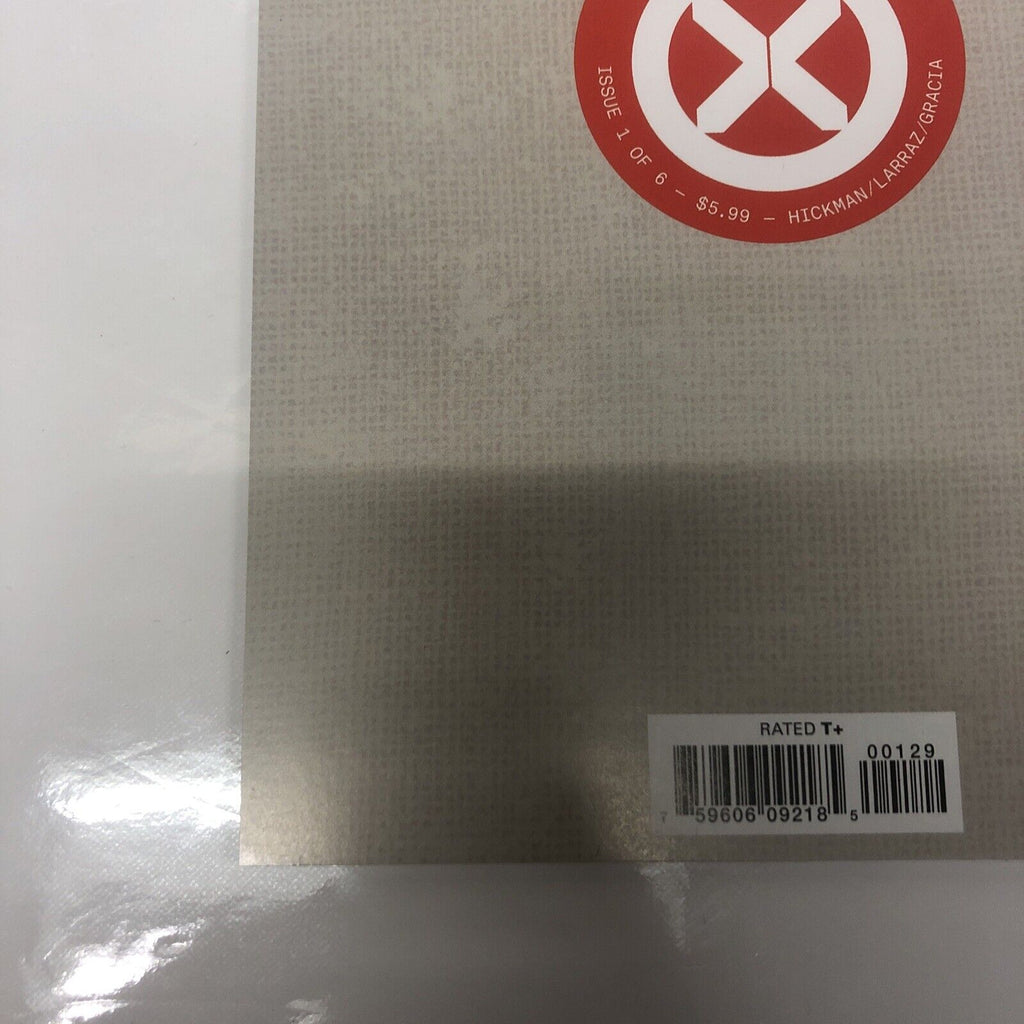 ISSUE 1 OF 6 — $5.99 — HICKMAN/LARRAZ/GRACIA
RATED T+
00129
7 59606 09218 5